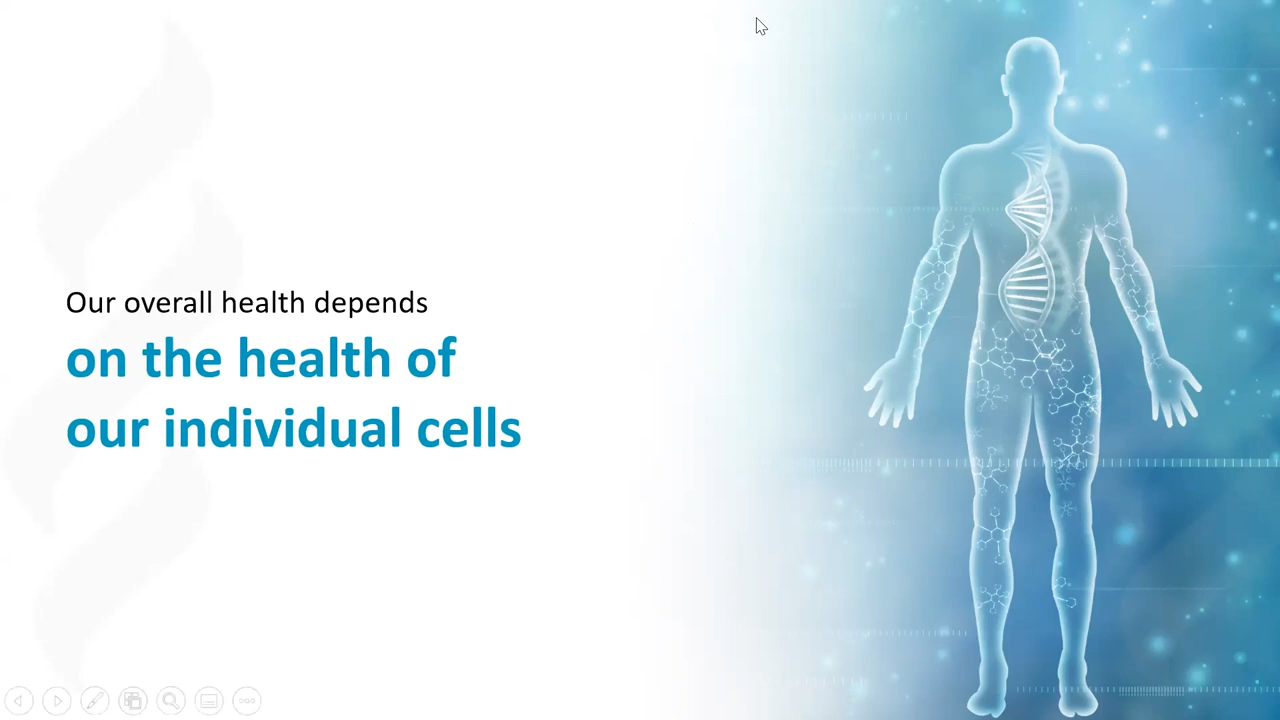 Our overall health depends
on the health of
our individual cells